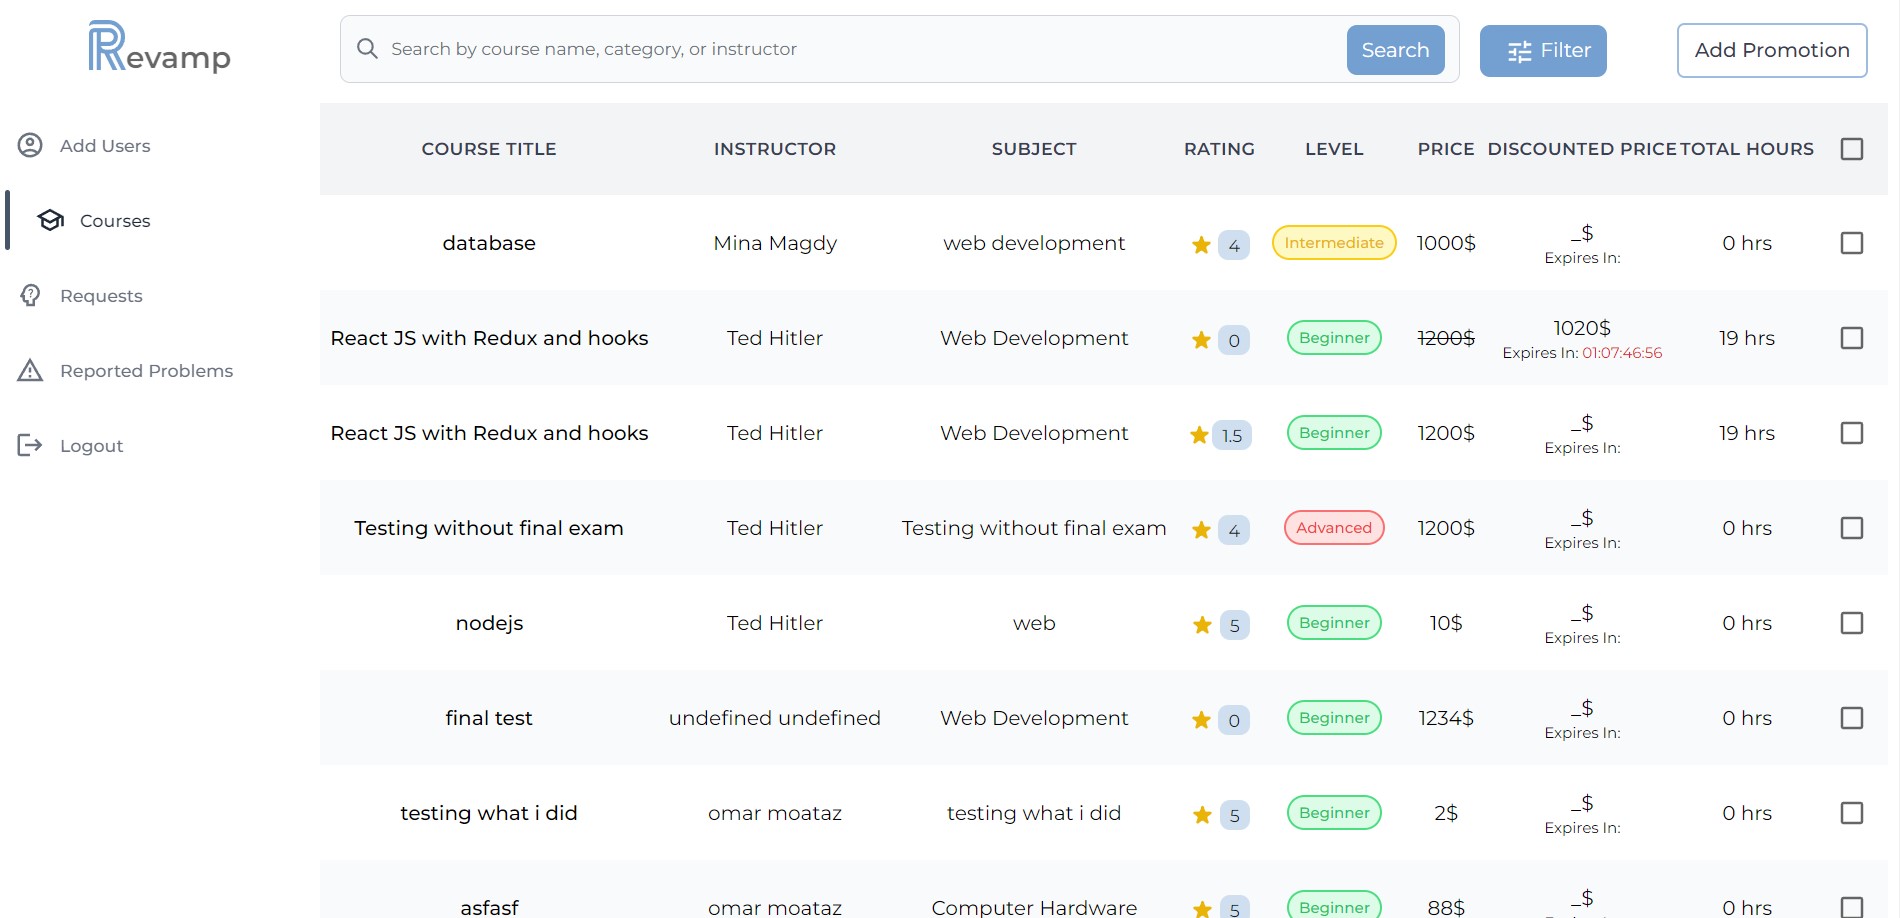 Revamp
Search by course name, category, or instructor Search Filter Add Promotion
Add Users
Courses
Requests
Reported Problems
Logout
COURSE TITLE INSTRUCTOR SUBJECT RATING LEVEL PRICE DISCOUNTED PRICE TOTAL HOURS
database Mina Magdy web development 4 Intermediate 1000$ _$ 0 hrs
Expires In:
React JS with Redux and hooks Ted Hitler Web Development 0 Beginner 1200$ 1020$ 19 hrs
Expires In: 01:07:46:56
React JS with Redux and hooks Ted Hitler Web Development 1.5 Beginner 1200$ _$ 19 hrs
Expires In:
Testing without final exam Ted Hitler Testing without final exam 4 Advanced 1200$ _$ 0 hrs
Expires In:
nodejs Ted Hitler web 5 Beginner 10$ _$ 0 hrs
Expires In:
final test undefined undefined Web Development 0 Beginner 1234$ _$ 0 hrs
Expires In:
testing what i did omar moataz testing what i did 5 Beginner 2$ _$ 0 hrs
Expires In:
asfasf omar moataz Computer Hardware 5 Beginner 88$ _$ 0 hrs